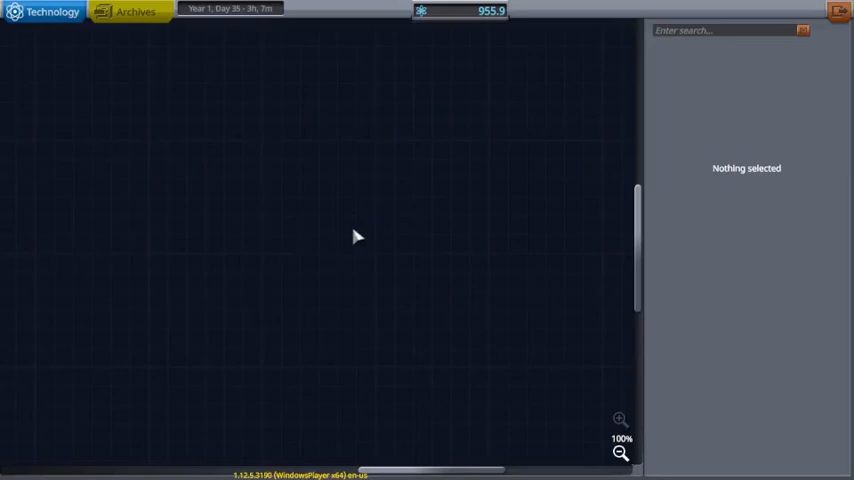 Technology
Archives
Year 1, Day 35 - 3h, 7m
955.9
Enter search...
Nothing selected
100%
1.12.5.3190 (WindowsPlayer x64) en-us